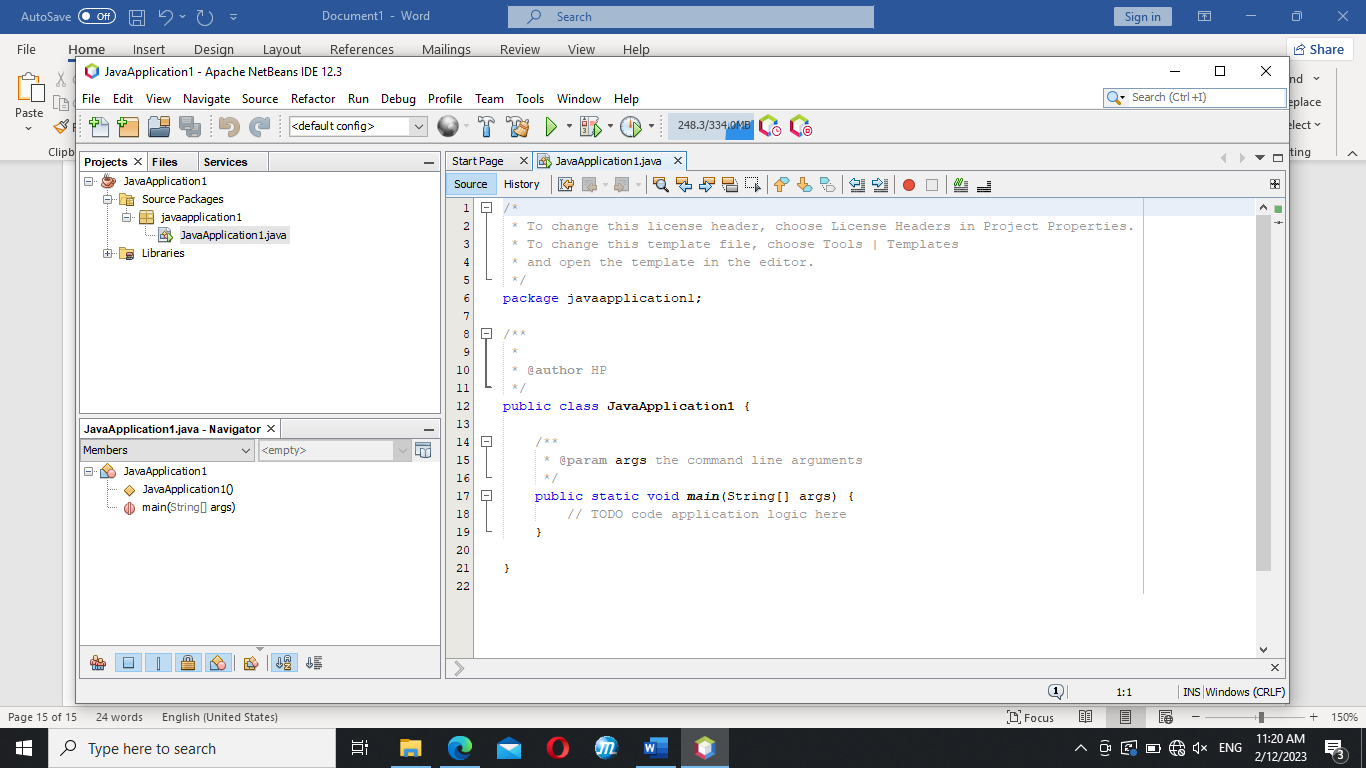 AutoSave Off Document1 - Word Search Sign in
File Home Insert Design Layout References Mailings Review View Help Share
Paste
Clipb
JavaApplication1 - Apache NetBeans IDE 12.3
File Edit View Navigate Source Refactor Run Debug Profile Team Tools Window Help Search (Ctrl+I)
<default config> 248.3/334.0MB
Projects Files Services
JavaApplication1
Source Packages
javaapplication1
JavaApplication1.java
Libraries
JavaApplication1.java - Navigator
Members <empty>
JavaApplication1
JavaApplication1()
main(String[] args)
Start Page JavaApplication1.java
Source History
1 /*
2 * To change this license header, choose License Headers in Project Properties.
3 * To change this template file, choose Tools | Templates
4 * and open the template in the editor.
5 */
6 package javaapplication1;
7
8 /**
9 *
10 * @author HP
11 */
12 public class JavaApplication1 {
13
14 /**
15 * @param args the command line arguments
16 */
17 public static void main(String[] args) {
18 // TODO code application logic here
19 }
20
21 }
22
1 1:1 INS Windows (CRLF)
nd
eplace
elect
ting
Page 15 of 15 24 words English (United States) Focus 150%
Type here to search ENG 11:20 AM
2/12/2023 3